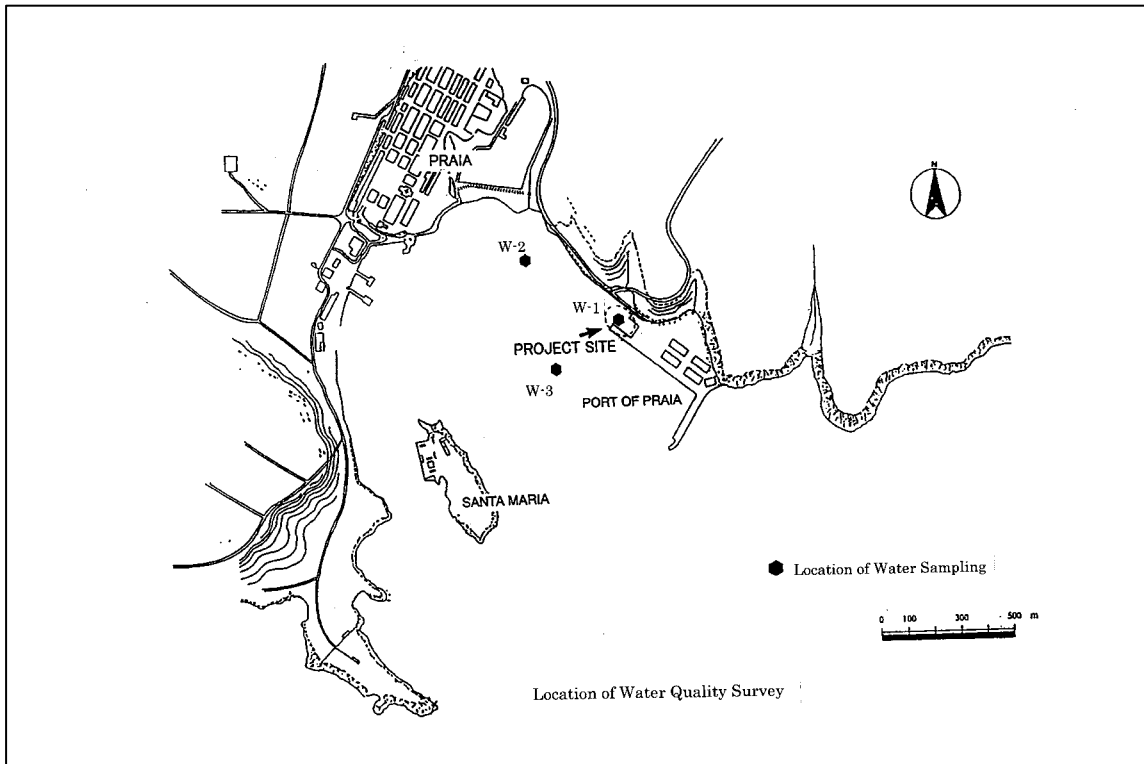 PRAIA
N
W-2
W-1
PROJECT SITE
W-3
PORT OF PRAIA
SANTA MARIA
Location of Water Sampling
0 100 300 500 m
Location of Water Quality Survey